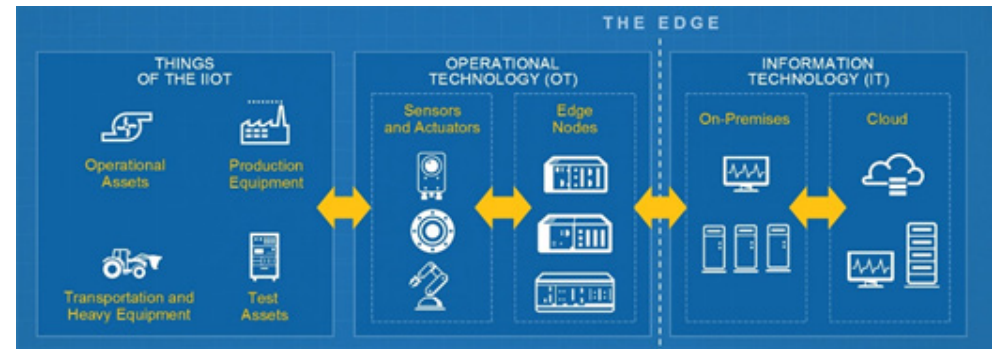 THE EDGE
THINGS
OF THE IIOT
Operational
Assets
Production
Equipment
Transportation and
Heavy Equipment
Test
Assets
OPERATIONAL
TECHNOLOGY (OT)
Sensors
and Actuators
Edge
Nodes
INFORMATION
TECHNOLOGY (IT)
On-Premises
Cloud